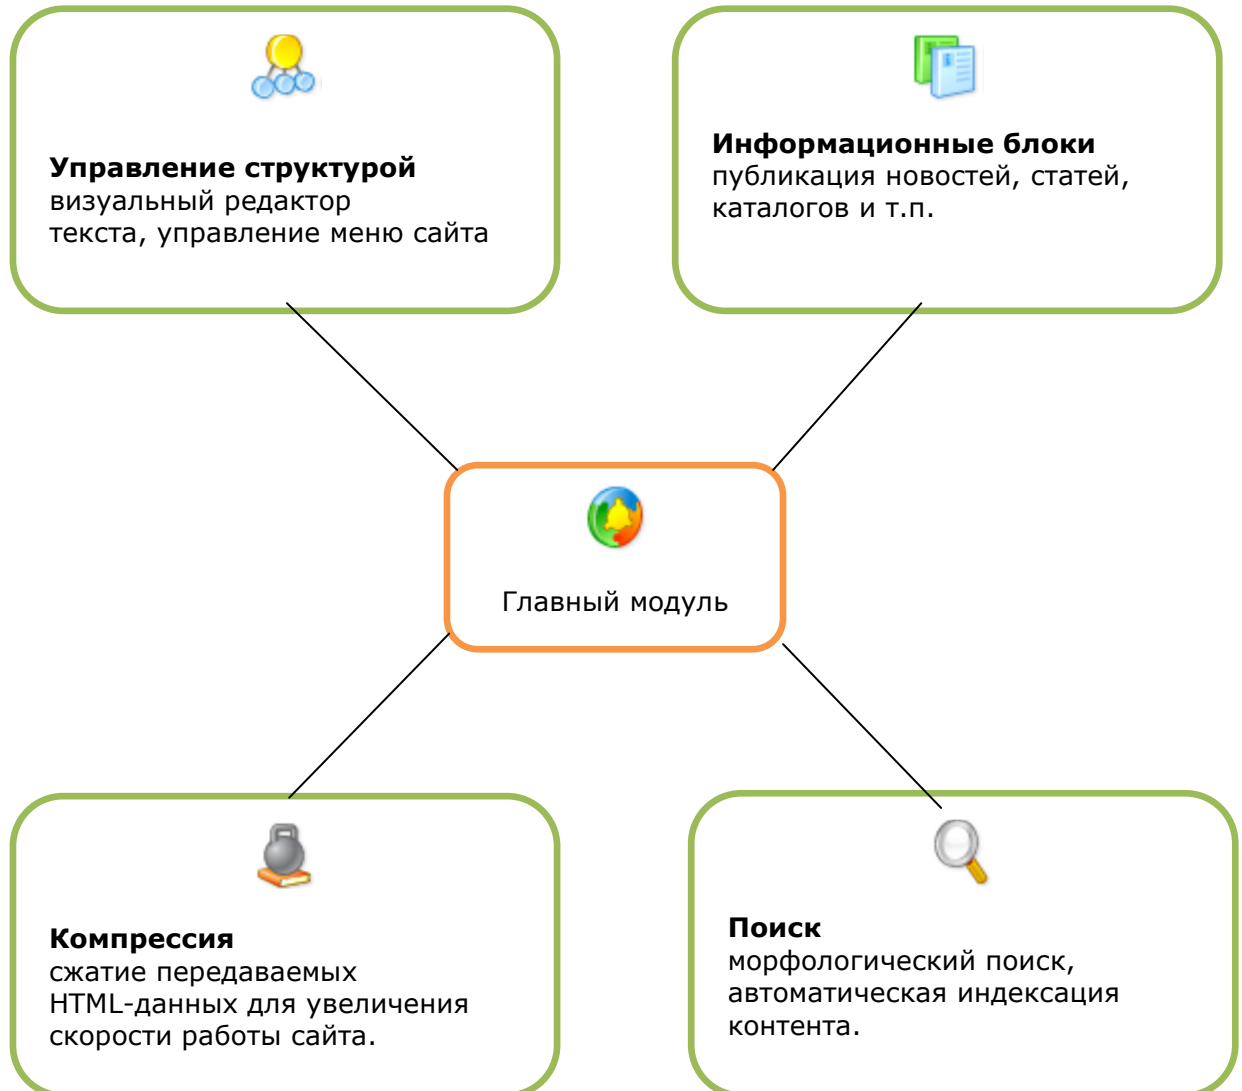 Управление структурой
визуальный редактор
текста, управление меню сайта
Информационные блоки
публикация новостей, статей,
каталогов и т.п.
Главный модуль
Компрессия
сжатие передаваемых
HTML-данных для увеличения
скорости работы сайта.
Поиск
морфологический поиск,
автоматическая индексация
контента.